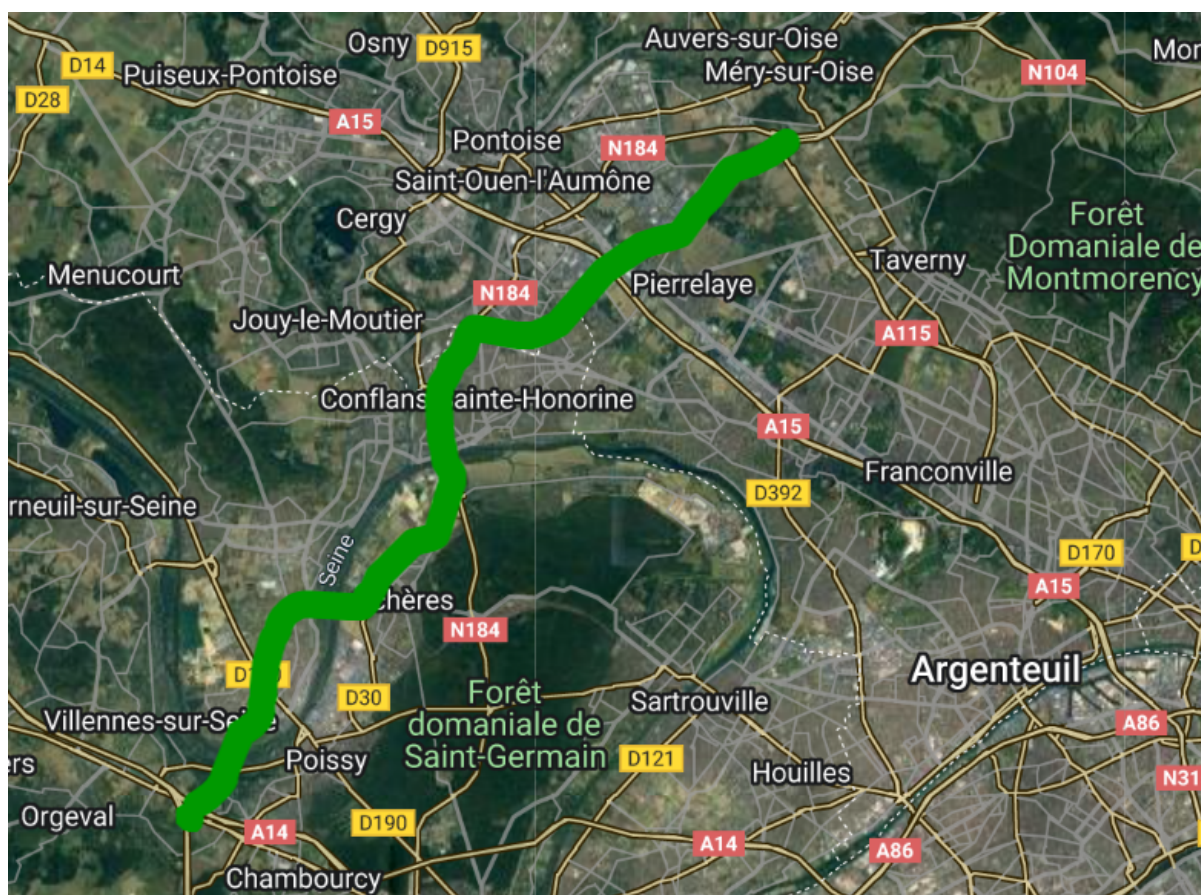 Osny
D915
Auvers-sur-Oise
Mor
D14
Puiseux-Pontoise
Méry-sur-Oise
N104
D28
A15
Pontoise
N184
Saint-Ouen-l'Aumône
Cergy
Forêt
Domaniale de
Montmorency
Menucourt
Taverny
N184
Pierrelaye
Jouy-le-Moutier
A115
Conflans-Sainte-Honorine
A15
Franconville
D392
rneuil-sur-Seine
D170
D
Seine
A15
chères
N184
Argenteuil
D30
Forêt
domaniale de
Saint-Germain
Sartrouville
Villennes-sur-Seine
A86
ers
Poissy
D121
Houilles
N31
Orgeval
A14
D190
A14
A86
Chambourcy